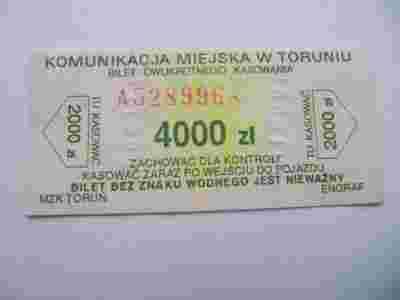 KOMUNIKACJA MIEJSKA W TORUNIU
BILET DWUKROTNEGO KASOWANIA
A528996
TU KASOWAĆ
2000 zł
4000 zł
TU KASOWAĆ
2000 zł
ZACHOWAĆ DLA KONTROLI
KASOWAĆ ZARAZ PO WEJŚCIU DO POJAZDU
BILET BEZ ZNAKU WODNEGO JEST NIEWAŻNY
MZK TORUŃ
ENGRAF